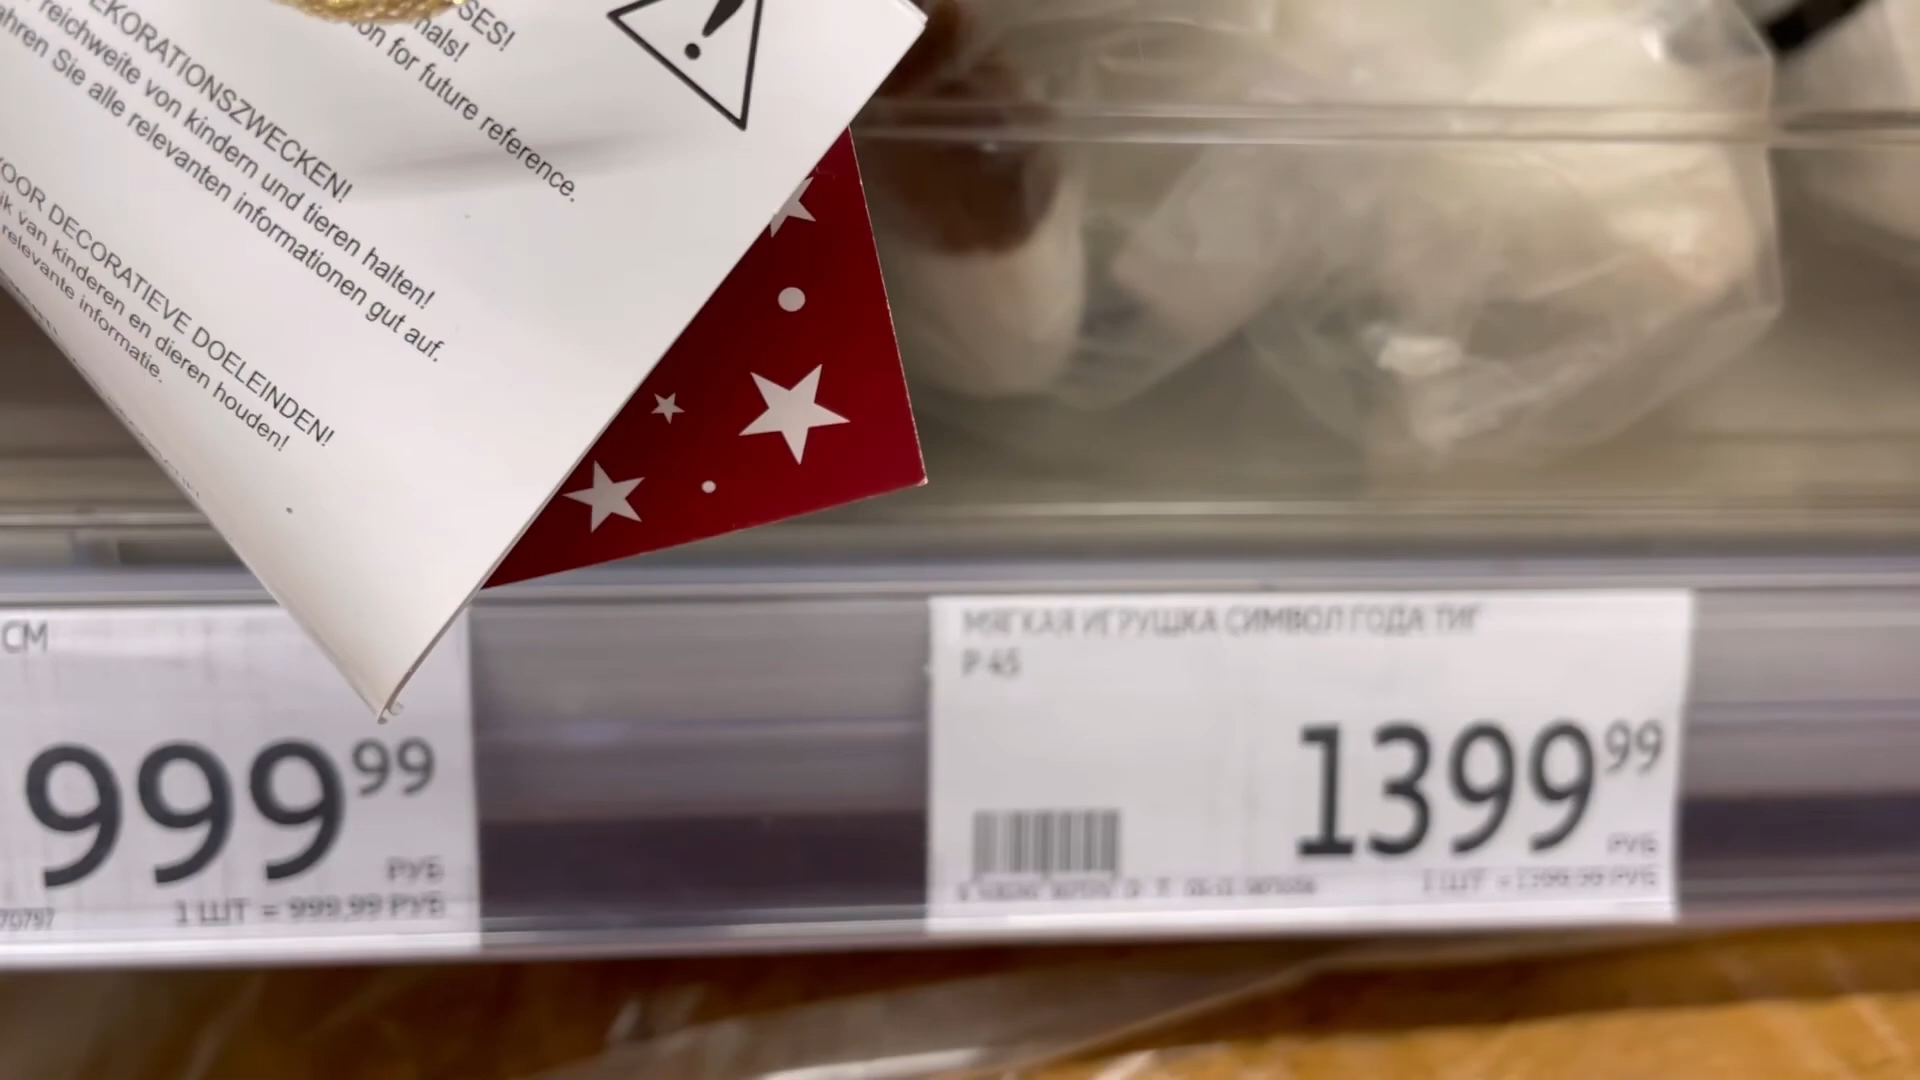 SES!
nals!
on for future reference.
EKORATIONSZWECKEN!
reichweite von kindern und tieren halten!
hren Sie alle relevanten informationen gut auf.
OOR DECORATIEVE DOELEINDEN!
jk van kinderen en dieren houden!
relevante informatie.
СМ
999 99
РУБ
70797
1 ШТ = 999,99 РУБ
МЯГКАЯ ИГРУШКА СИМВОЛ ГОДА ТИГ
Р 45
1399 99
РУБ
1 ШТ = 1399,99 РУБ